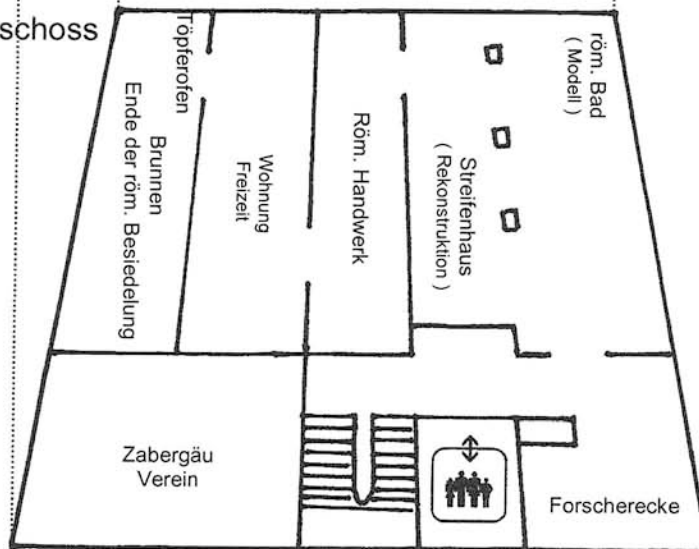 schoss
Töpferofen
Brunnen
Ende der röm. Besiedelung
Wohnung
Freizeit
Röm. Handwerk
Streifenhaus
( Rekonstruktion )
röm. Bad
( Modell )
Zabergäu
Verein
Forscherecke